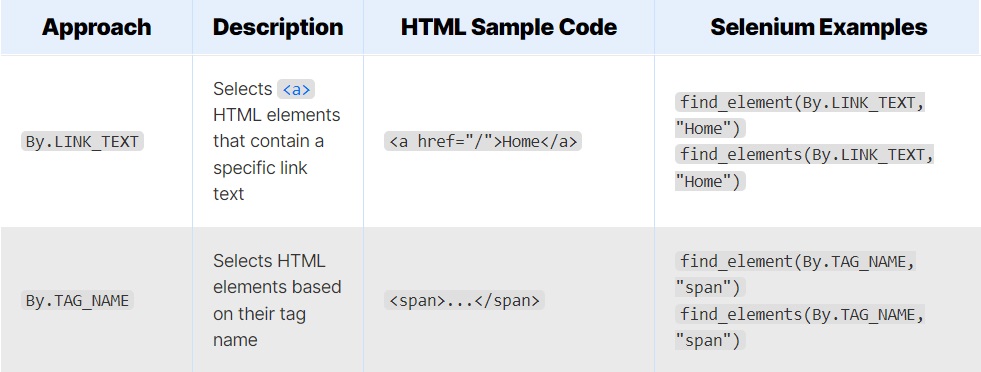 Approach
Description
HTML Sample Code
Selenium Examples
By.LINK_TEXT
Selects <a>
HTML elements
that contain a
specific link
text
<a href="/">Home</a>
find_element(By.LINK_TEXT,
"Home")
find_elements(By.LINK_TEXT,
"Home")
By.TAG_NAME
Selects HTML
elements based
on their tag
name
<span>...</span>
find_element(By.TAG_NAME,
"span")
find_elements(By.TAG_NAME,
"span")